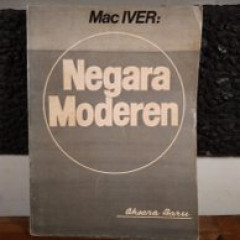 Mac IVER:
Negara
Moderen
Aksara Baru